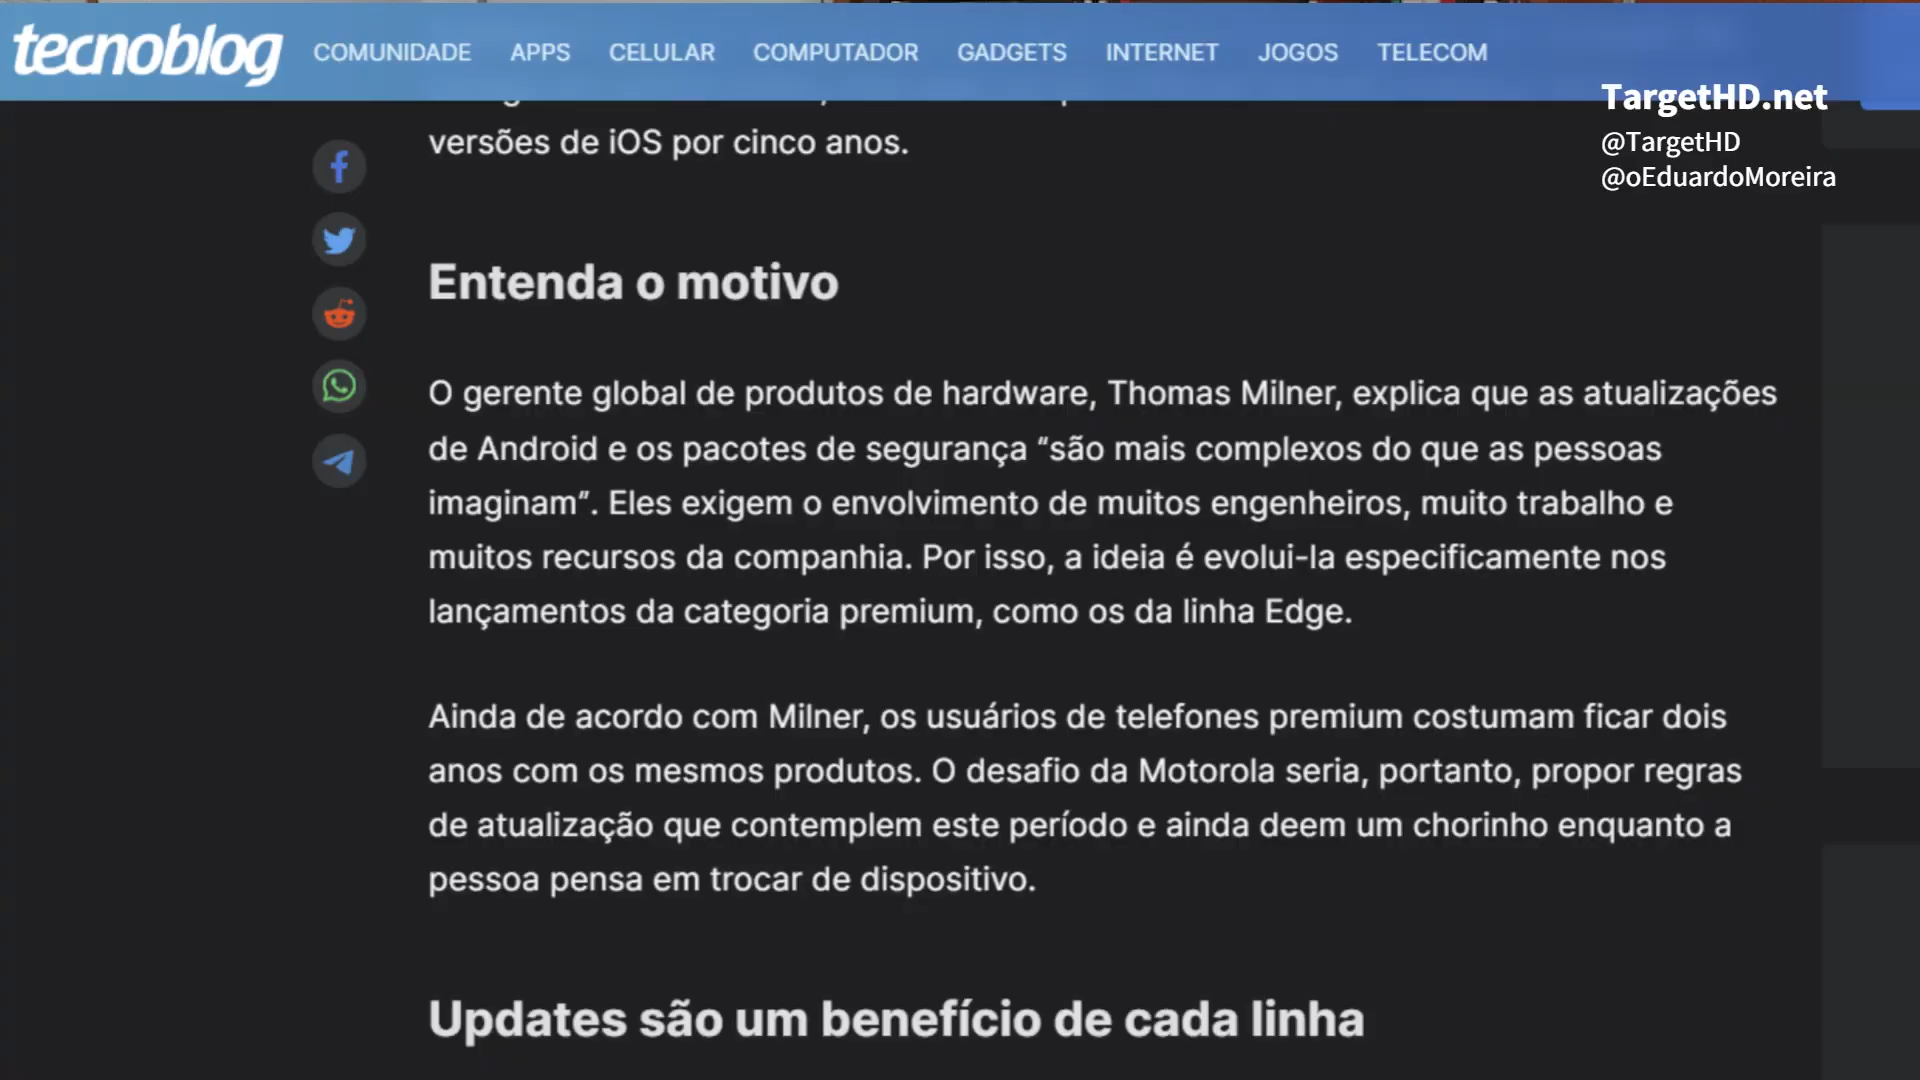 tecnoblog COMUNIDADE APPS CELULAR COMPUTADOR GADGETS INTERNET JOGOS TELECOM
TargetHD.net
@TargetHD
@oEduardoMoreira
versões de iOS por cinco anos.
Entenda o motivo
O gerente global de produtos de hardware, Thomas Milner, explica que as atualizações
de Android e os pacotes de segurança “são mais complexos do que as pessoas
imaginam”. Eles exigem o envolvimento de muitos engenheiros, muito trabalho e
muitos recursos da companhia. Por isso, a ideia é evolui-la especificamente nos
lançamentos da categoria premium, como os da linha Edge.
Ainda de acordo com Milner, os usuários de telefones premium costumam ficar dois
anos com os mesmos produtos. O desafio da Motorola seria, portanto, propor regras
de atualização que contemplem este período e ainda deem um chorinho enquanto a
pessoa pensa em trocar de dispositivo.
Updates são um benefício de cada linha